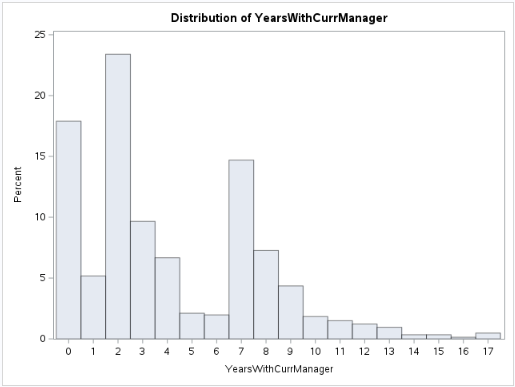 Distribution of YearsWithCurrManager
25
20
15
10
5
0
Percent
0 1 2 3 4 5 6 7 8 9 10 11 12 13 14 15 16 17
YearsWithCurrManager